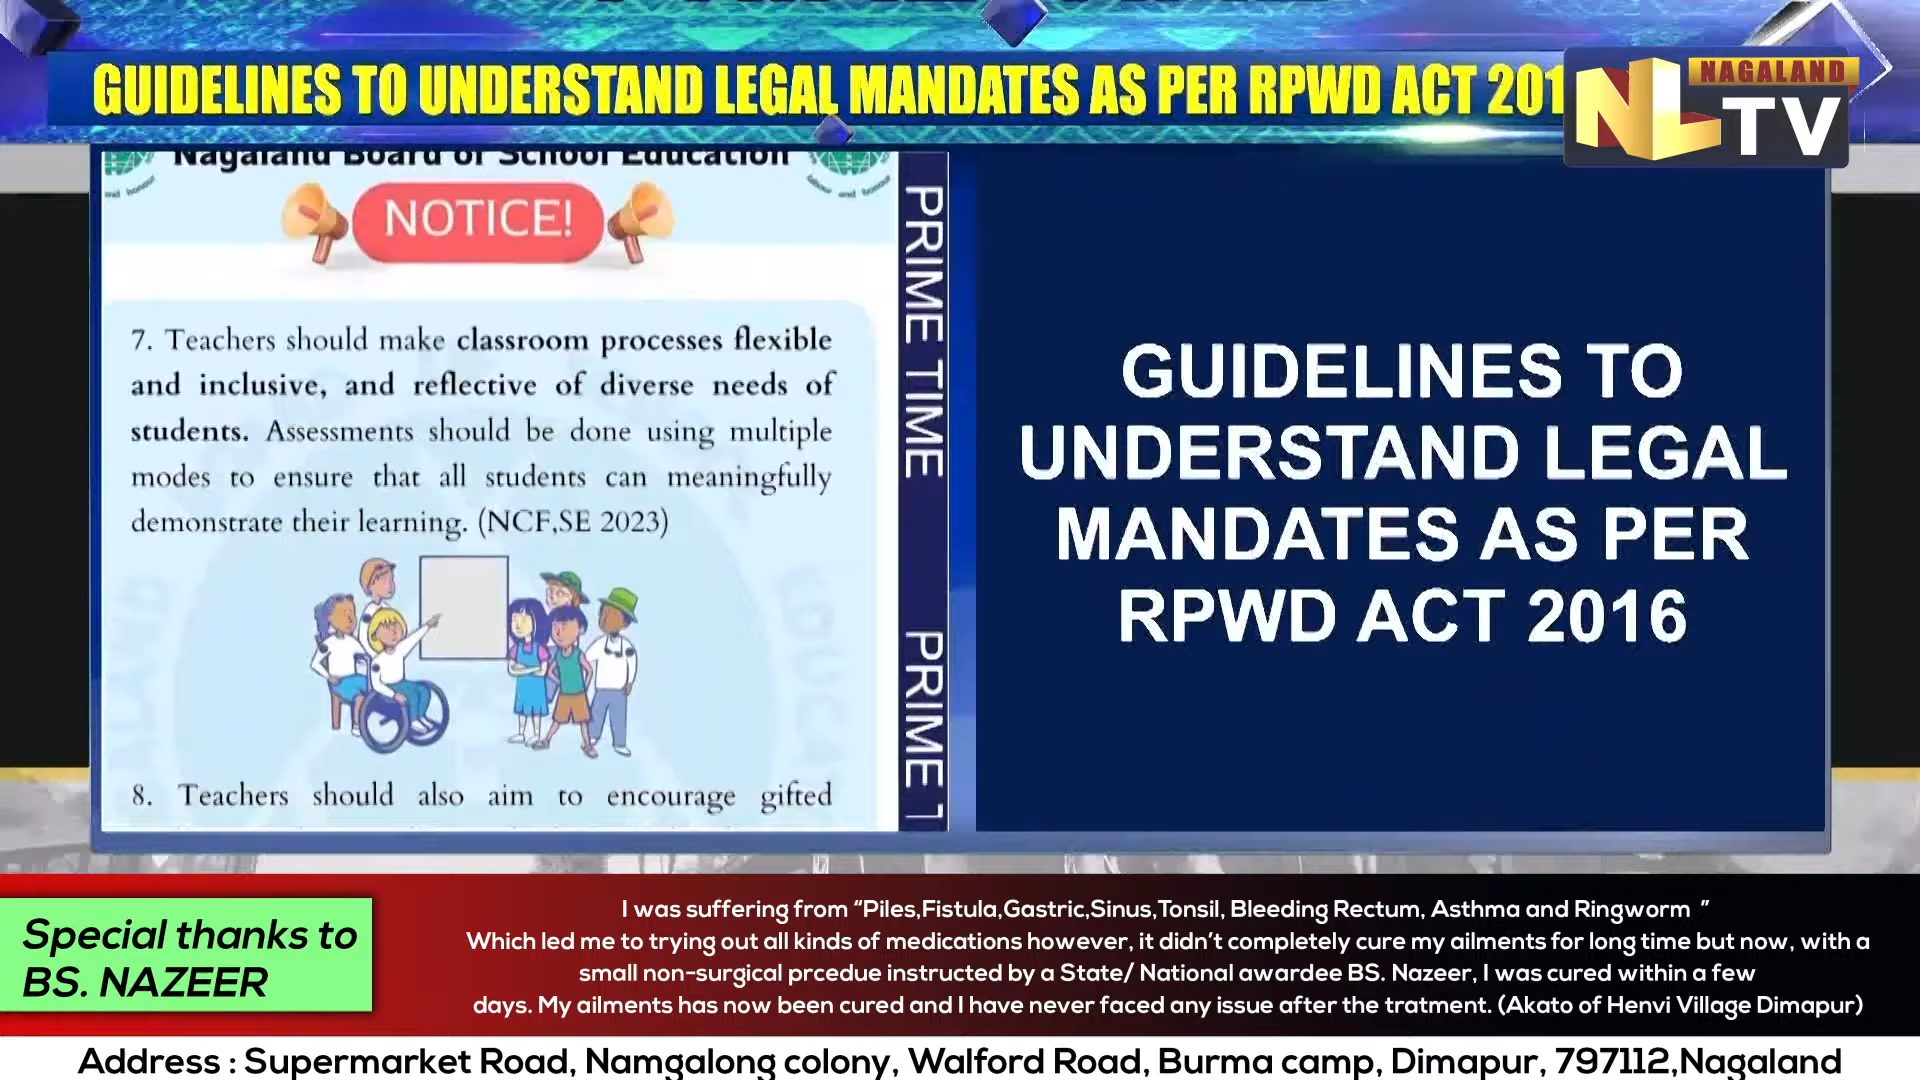 GUIDELINES TO UNDERSTAND LEGAL MANDATES AS PER RPWD ACT 201
NAGALAND
NL TV
Nagaland Board of School Education
and honour
labour and honour
NOTICE!
7. Teachers should make classroom processes flexible
and inclusive, and reflective of diverse needs of
students. Assessments should be done using multiple
modes to ensure that all students can meaningfully
demonstrate their learning. (NCF,SE 2023)
8. Teachers should also aim to encourage gifted
PRIME TIME
PRIME T
GUIDELINES TO
UNDERSTAND LEGAL
MANDATES AS PER
RPWD ACT 2016
Special thanks to
BS. NAZEER
I was suffering from “Piles,Fistula,Gastric,Sinus,Tonsil, Bleeding Rectum, Asthma and Ringworm ”
Which led me to trying out all kinds of medications however, it didn’t completely cure my ailments for long time but now, with a
small non-surgical prcedue instructed by a State/ National awardee BS. Nazeer, I was cured within a few
days. My ailments has now been cured and I have never faced any issue after the tratment. (Akato of Henvi Village Dimapur)
Address : Supermarket Road, Namgalong colony, Walford Road, Burma camp, Dimapur, 797112,Nagaland